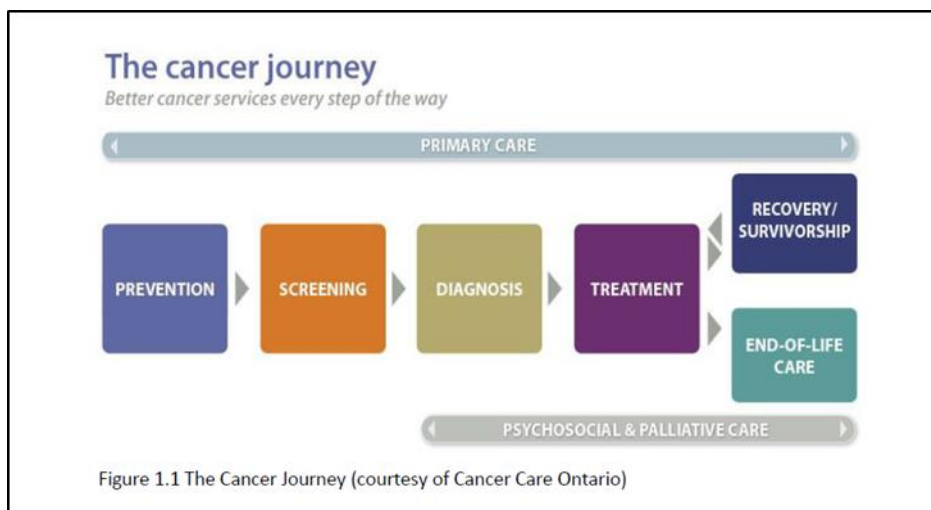 The cancer journey
Better cancer services every step of the way
PRIMARY CARE
PREVENTION
SCREENING
DIAGNOSIS
TREATMENT
RECOVERY/
SURVIVORSHIP
END-OF-LIFE
CARE
PSYCHOSOCIAL & PALLIATIVE CARE
Figure 1.1 The Cancer Journey (courtesy of Cancer Care Ontario)